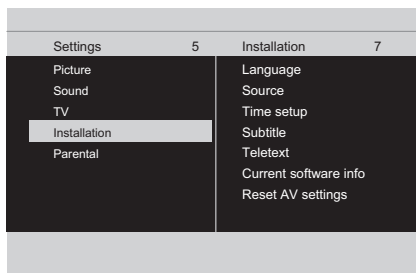 Settings 5
Picture
Sound
TV
Installation
Parental
Installation 7
Language
Source
Time setup
Subtitle
Teletext
Current software info
Reset AV settings